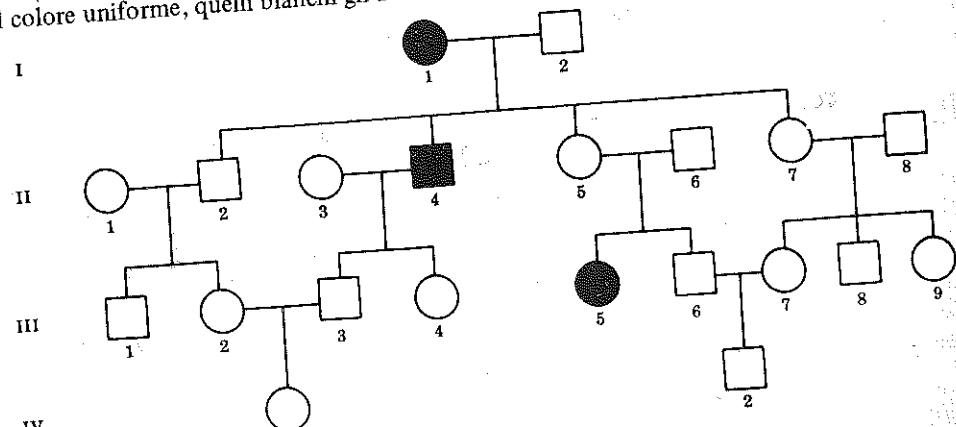 colore uniforme, quelli bianchi gli
I
1 2
II
1 2 3 4 5 6 7 8
III
1 2 3 4 5 6 7 8 9
IV
2